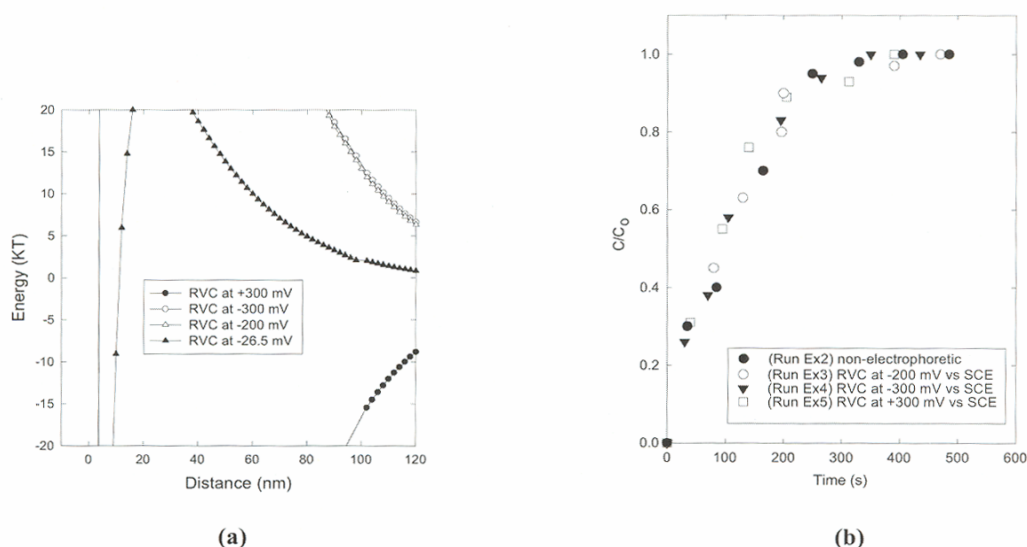 20
15
10
5
0
-5
-10
-15
-20
Energy (KT)
RVC at +300 mV
RVC at -300 mV
RVC at -200 mV
RVC at -26.5 mV
0 20 40 60 80 100 120
Distance (nm)
(a)
1.0
0.8
0.6
0.4
0.2
0.0
C/Co
(Run Ex2) non-electrophoretic
(Run Ex3) RVC at -200 mV vs SCE
(Run Ex4) RVC at -300 mV vs SCE
(Run Ex5) RVC at +300 mV vs SCE
0 100 200 300 400 500 600
Time (s)
(b)